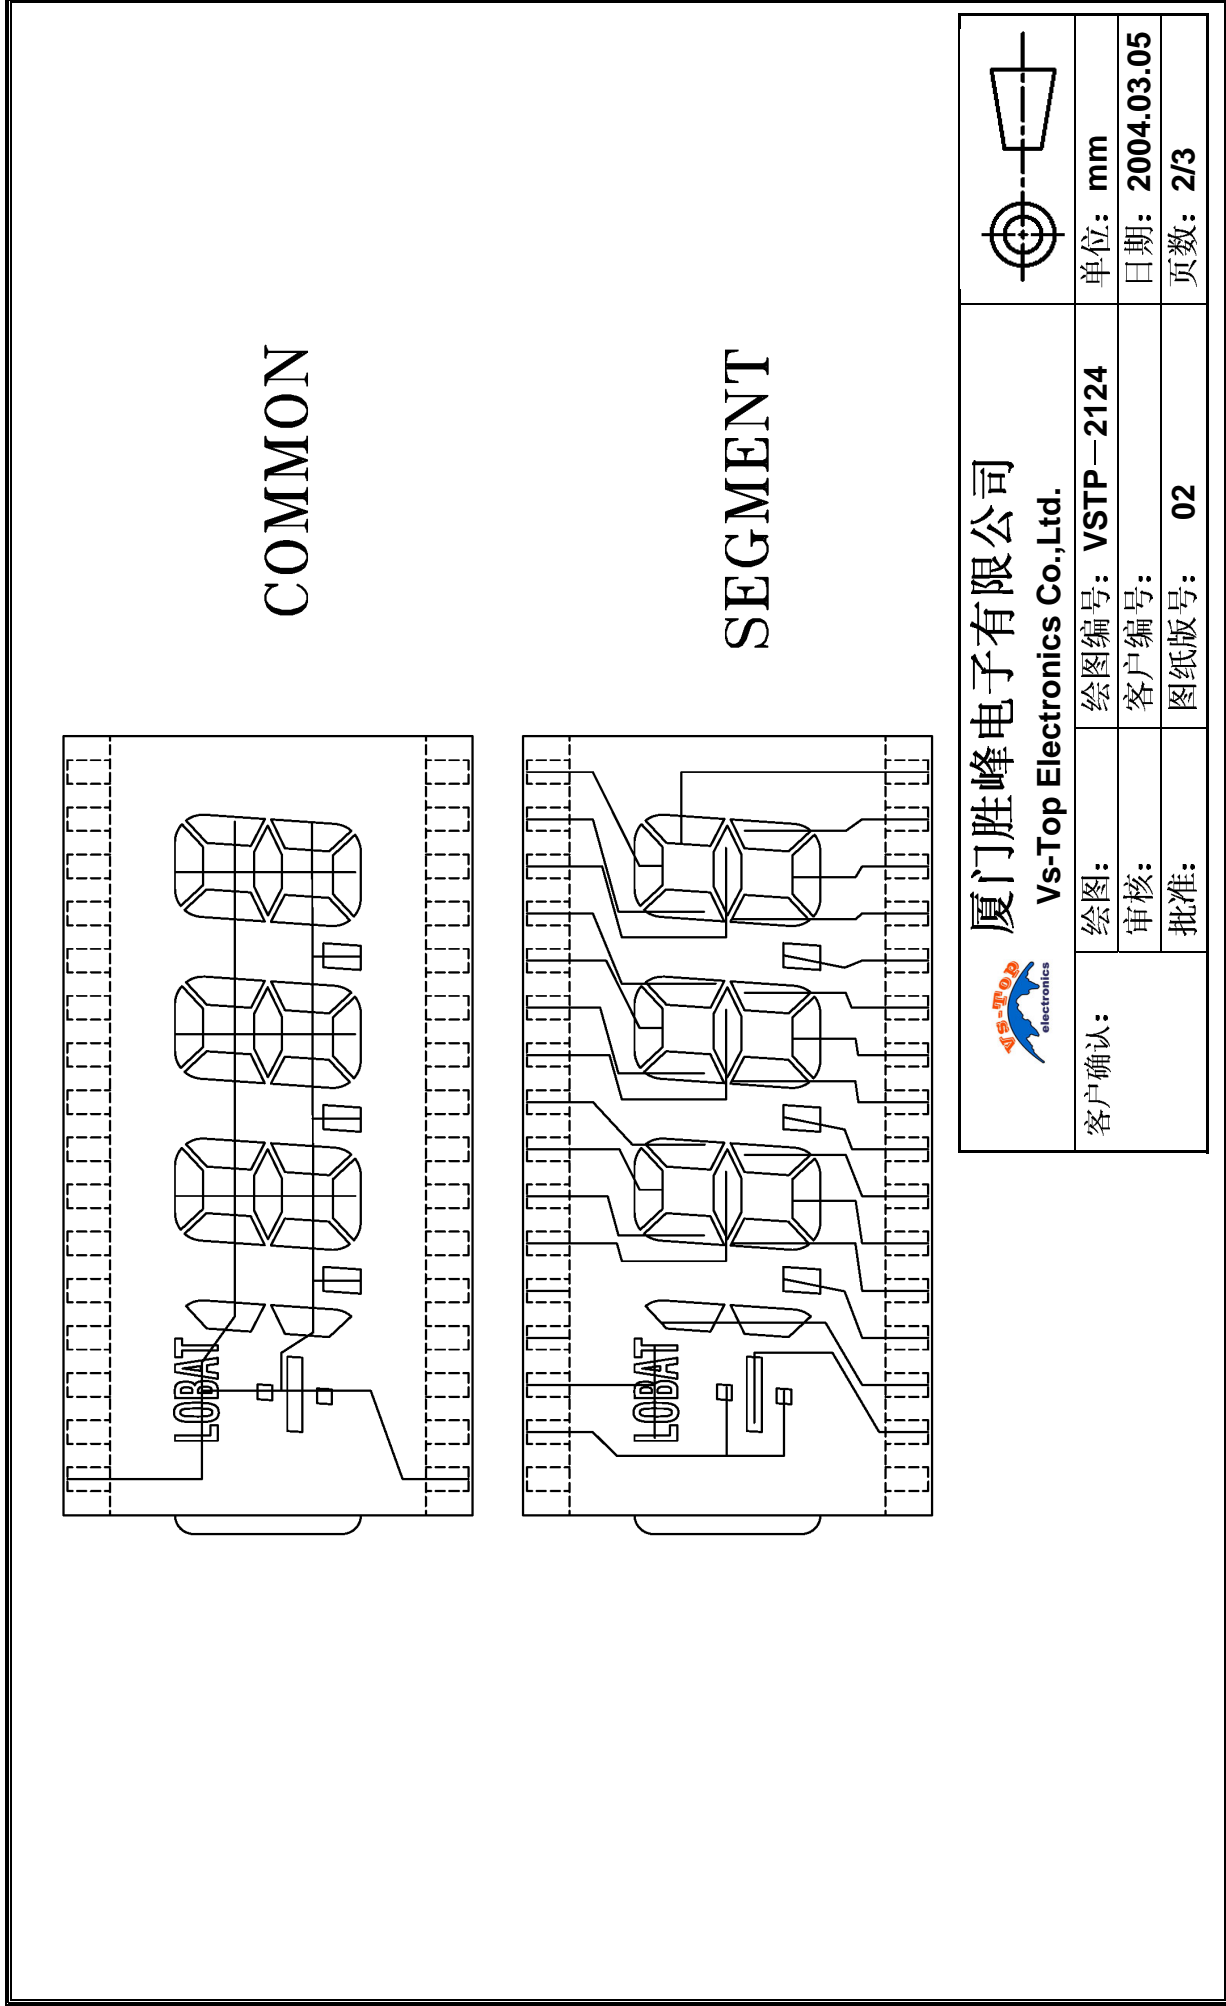 COMMON
SEGMENT
LOBAT
LOBAT
Vs-Top
electronics
厦门胜峰电子有限公司
Vs-Top Electronics Co.,Ltd.
客户确认：
绘图：
绘图编号：VSTP－2124
单位：mm
审核：
客户编号：
日期：2004.03.05
批准：
图纸版号： 02
页数：2/3